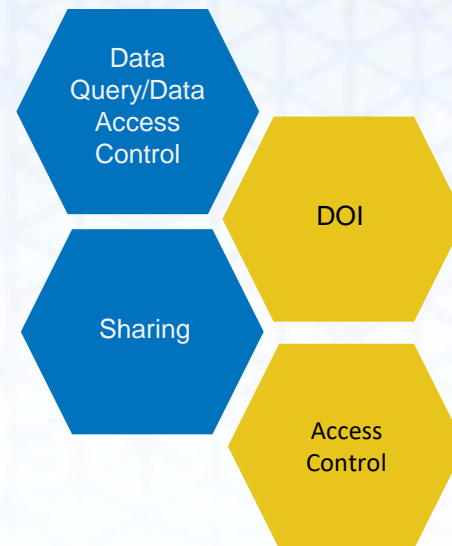 Data
Query/Data
Access
Control
DOI
Sharing
Access
Control